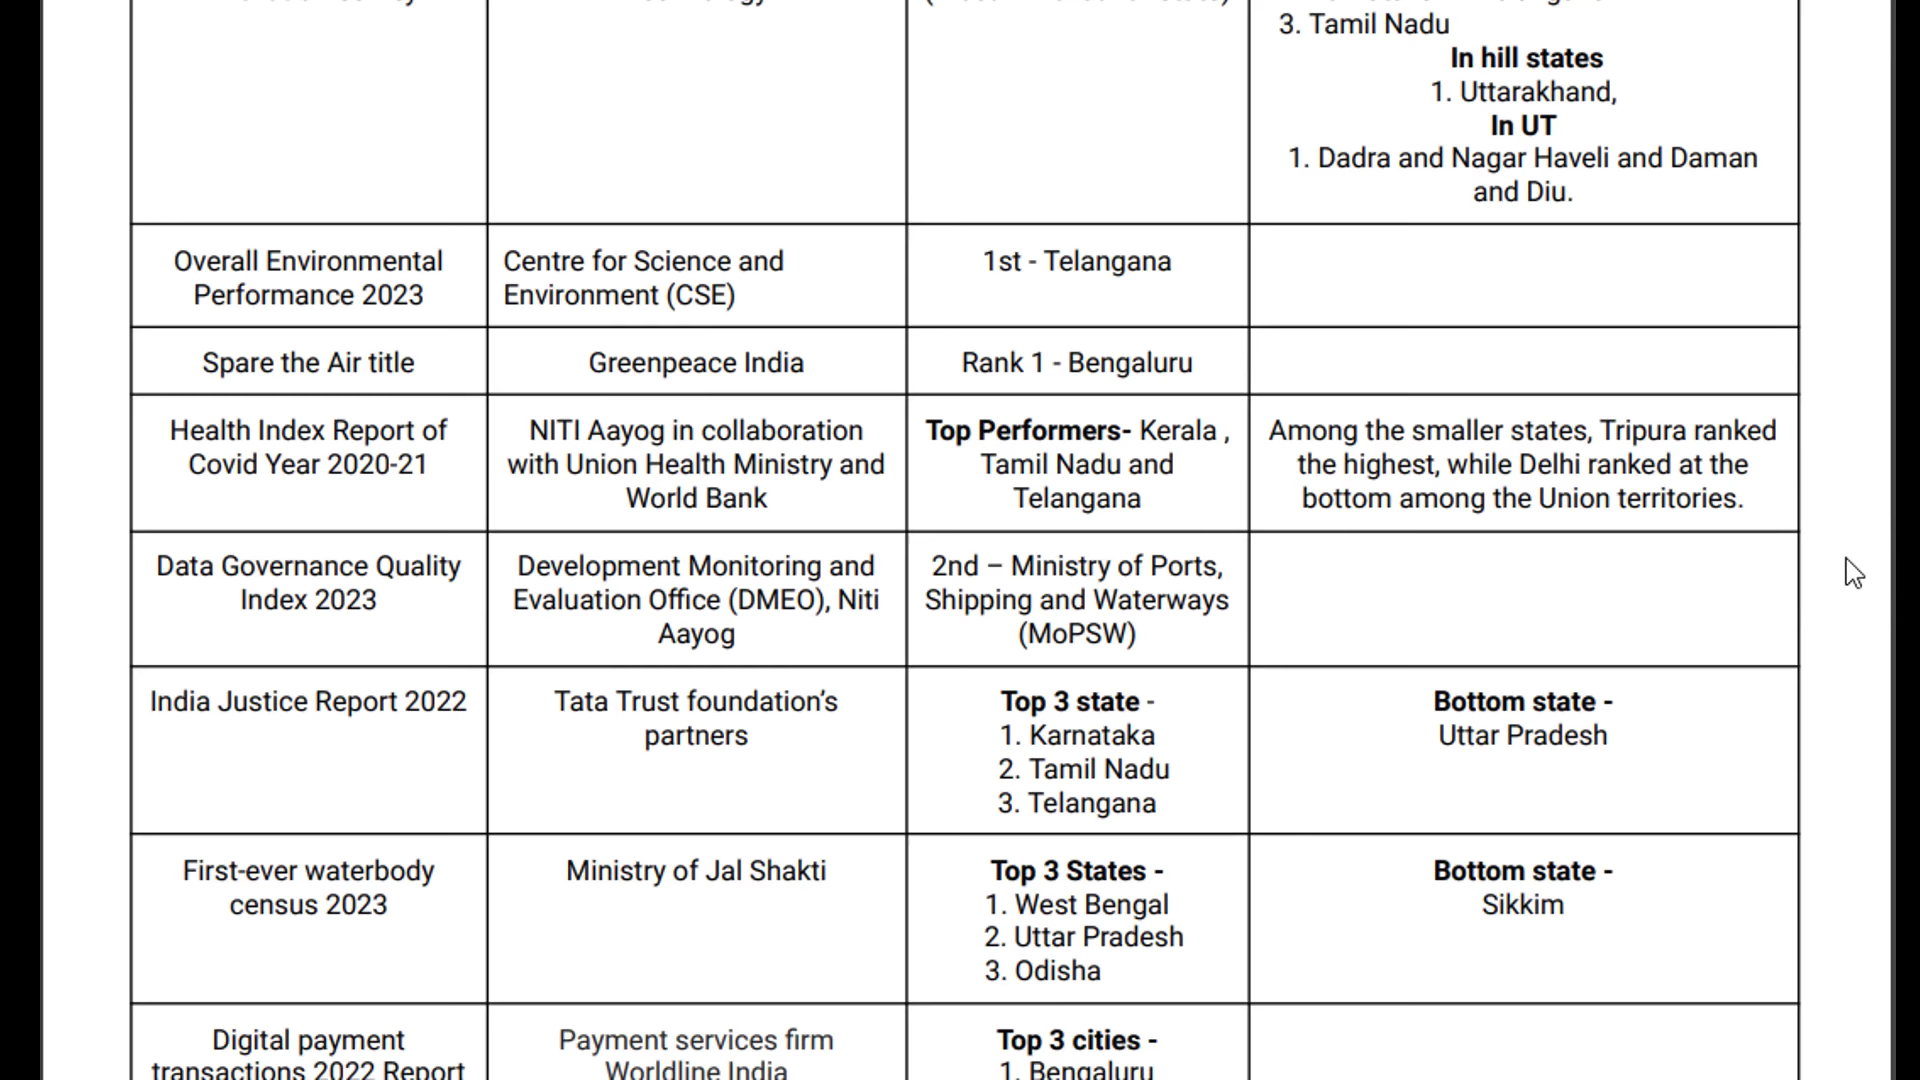 3. Tamil Nadu
In hill states
1. Uttarakhand,
In UT
1. Dadra and Nagar Haveli and Daman
and Diu.
Overall Environmental
Performance 2023
Centre for Science and
Environment (CSE)
1st - Telangana
Spare the Air title
Greenpeace India
Rank 1 - Bengaluru
Health Index Report of
Covid Year 2020-21
NITI Aayog in collaboration
with Union Health Ministry and
World Bank
Top Performers- Kerala ,
Tamil Nadu and
Telangana
Among the smaller states, Tripura ranked
the highest, while Delhi ranked at the
bottom among the Union territories.
Data Governance Quality
Index 2023
Development Monitoring and
Evaluation Office (DMEO), Niti
Aayog
2nd – Ministry of Ports,
Shipping and Waterways
(MoPSW)
India Justice Report 2022
Tata Trust foundation’s
partners
Top 3 state -
1. Karnataka
2. Tamil Nadu
3. Telangana
Bottom state -
Uttar Pradesh
First-ever waterbody
census 2023
Ministry of Jal Shakti
Top 3 States -
1. West Bengal
2. Uttar Pradesh
3. Odisha
Bottom state -
Sikkim
Digital payment
transactions 2022 Report
Payment services firm
Worldline India
Top 3 cities -
1. Bengaluru